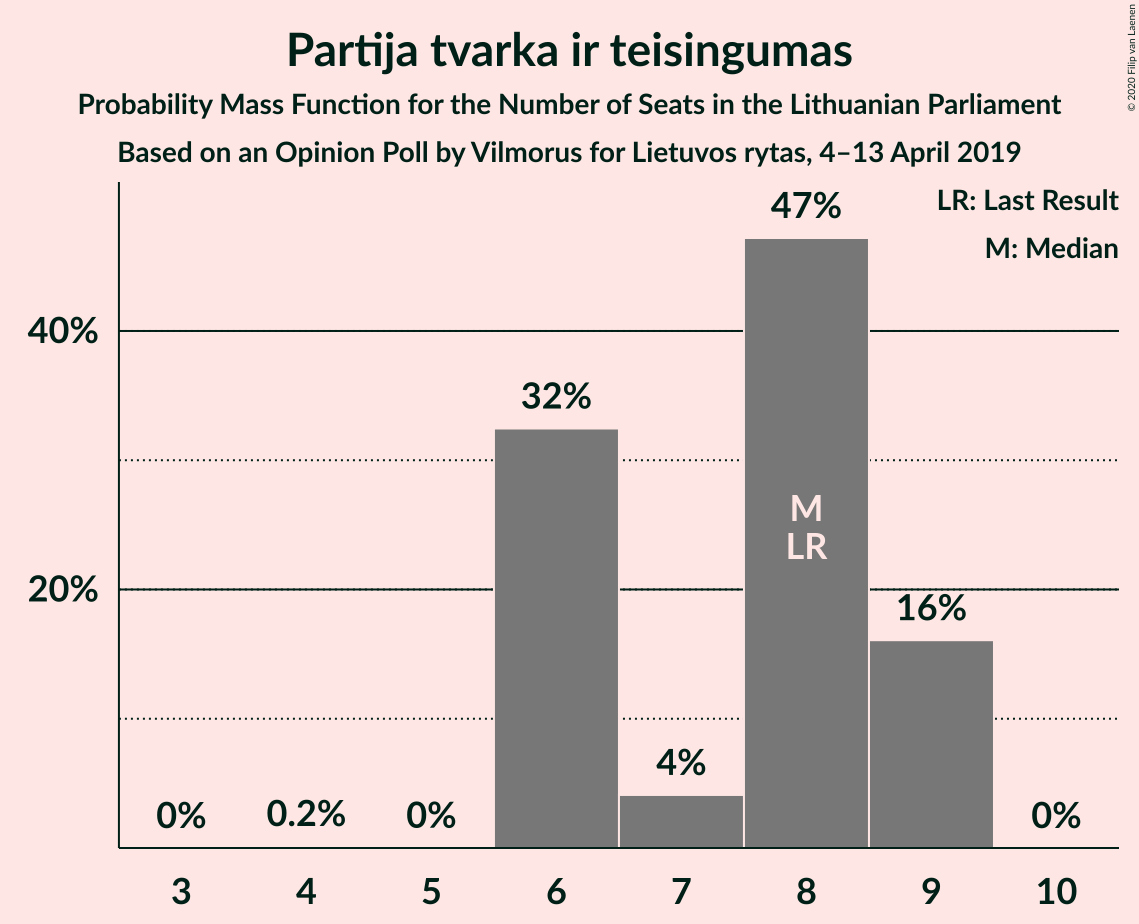 Partija tvarka ir teisingumas
Probability Mass Function for the Number of Seats in the Lithuanian Parliament
Based on an Opinion Poll by Vilmorus for Lietuvos rytas, 4–13 April 2019
© 2020 Filip van Laenen
LR: Last Result
M: Median
40%
20%
0%
0.2%
0%
32%
4%
47%
16%
0%
M
LR
3
4
5
6
7
8
9
10